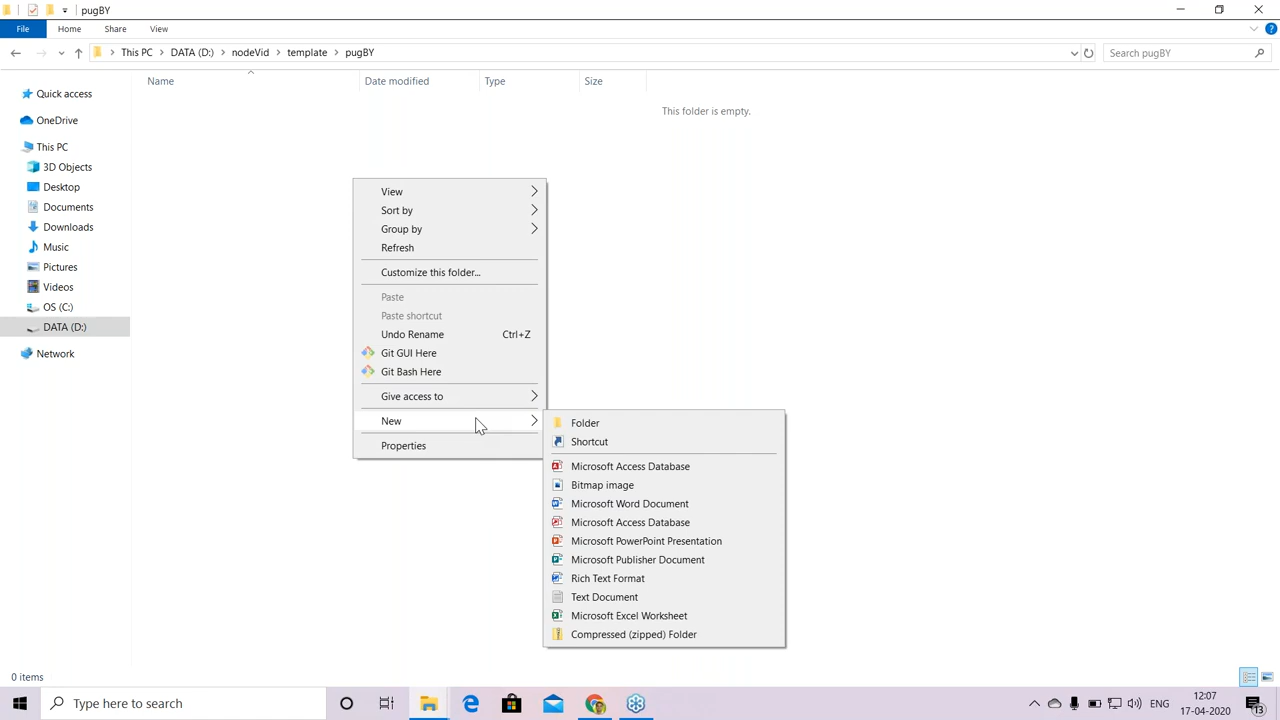 pugBY
File Home Share View
This PC DATA (D:) nodeVid template pugBY
Search pugBY
Name Date modified Type Size
This folder is empty.
Quick access
OneDrive
This PC
3D Objects
Desktop
Documents
Downloads
Music
Pictures
Videos
OS (C:)
DATA (D:)
Network
View
Sort by
Group by
Refresh
Customize this folder...
Paste
Paste shortcut
Undo Rename Ctrl+Z
Git GUI Here
Git Bash Here
Give access to
New
Properties
Folder
Shortcut
Microsoft Access Database
Bitmap image
Microsoft Word Document
Microsoft Access Database
Microsoft PowerPoint Presentation
Microsoft Publisher Document
Rich Text Format
Text Document
Microsoft Excel Worksheet
Compressed (zipped) Folder
0 items
Type here to search
ENG
12:07
17-04-2020
13